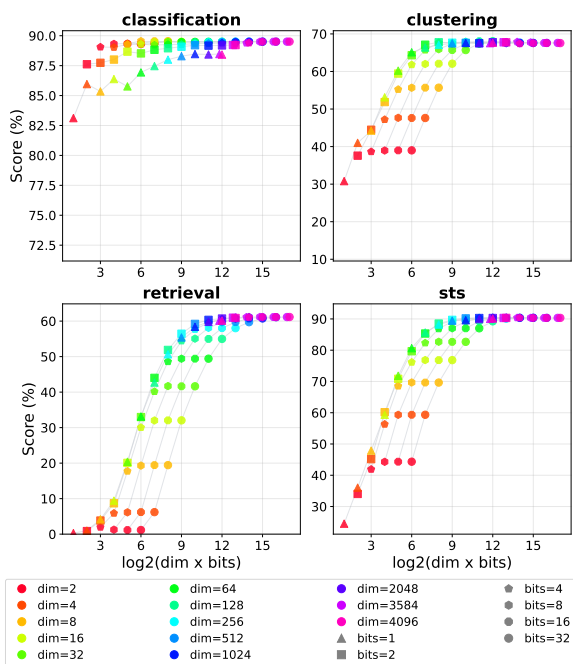 classification
clustering
90.0
87.5
85.0
82.5
80.0
77.5
75.0
72.5
Score (%)
70
60
50
40
30
20
10
3 6 9 12 15
3 6 9 12 15
retrieval
sts
60
50
40
30
20
10
0
Score (%)
90
80
70
60
50
40
30
3 6 9 12 15
3 6 9 12 15
log2(dim x bits)
log2(dim x bits)
dim=2
dim=4
dim=8
dim=16
dim=32
dim=64
dim=128
dim=256
dim=512
dim=1024
dim=2048
dim=3584
dim=4096
bits=1
bits=2
bits=4
bits=8
bits=16
bits=32